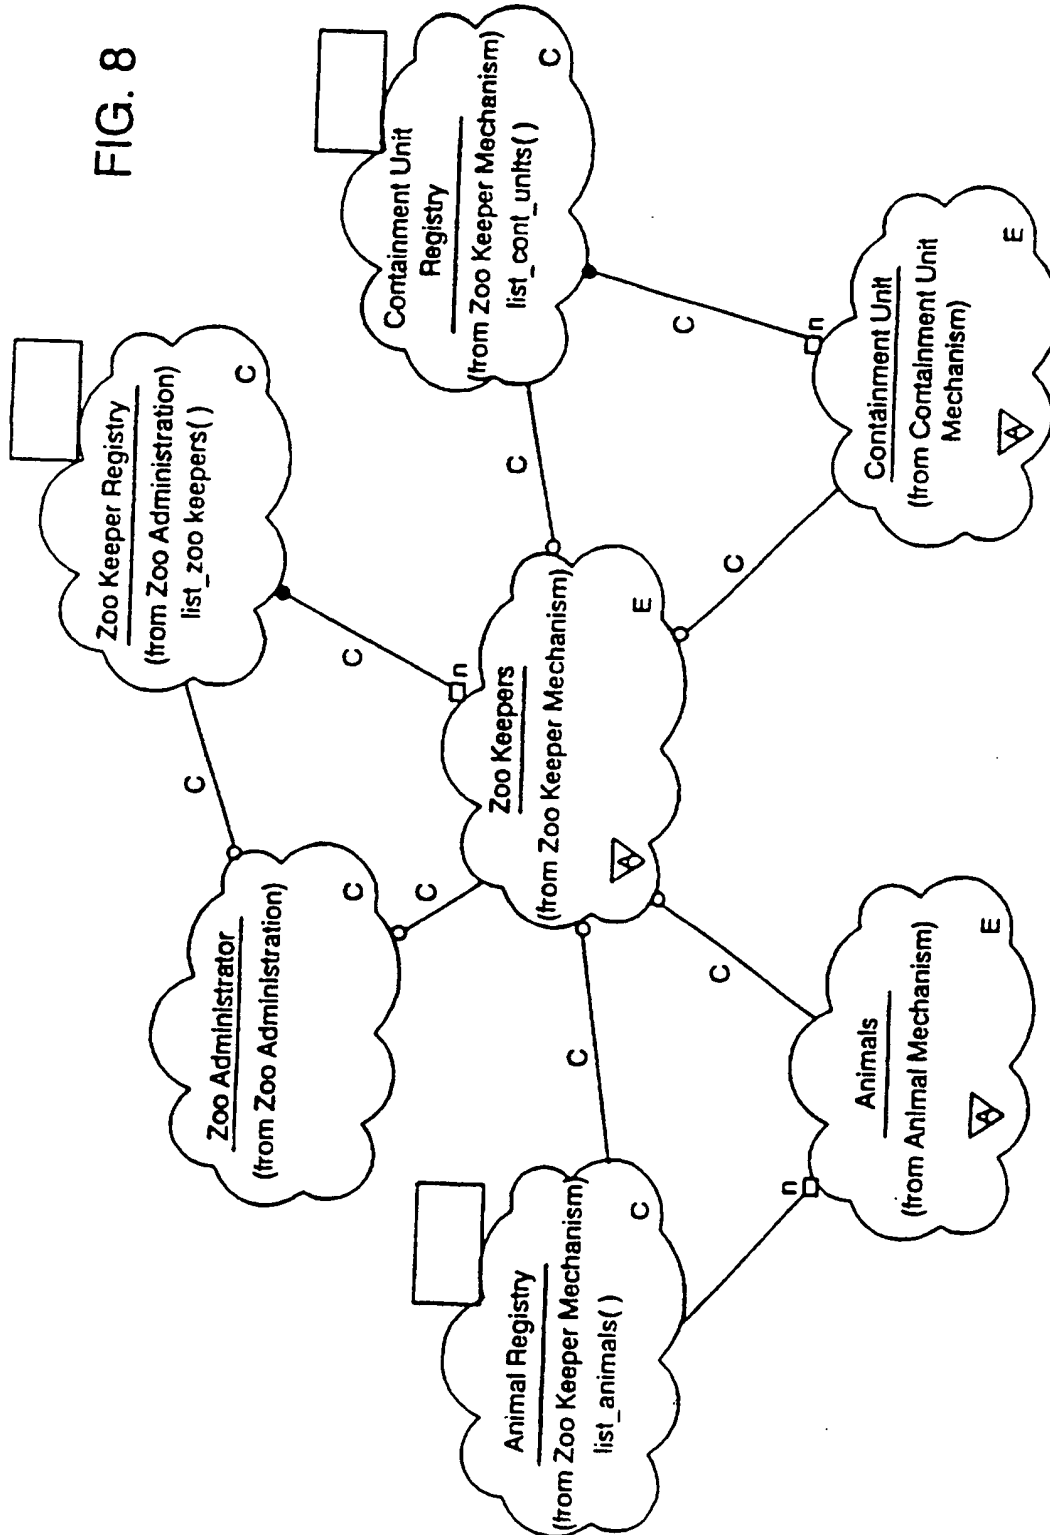 FIG. 8
Zoo Keeper Registry
(from Zoo Administration)
list_zoo keepers( )
C
Zoo Administrator
(from Zoo Administration)
C
C
C
C
n
Containment Unit
Registry
(from Zoo Keeper Mechanism)
list_cont_units( )
C
Animal Registry
(from Zoo Keeper Mechanism)
list_animals( )
C
Zoo Keepers
(from Zoo Keeper Mechanism)
A
E
C
C
C
C
C
n
n
Animals
(from Animal Mechanism)
A
E
Containment Unit
(from Containment Unit
Mechanism)
A
E